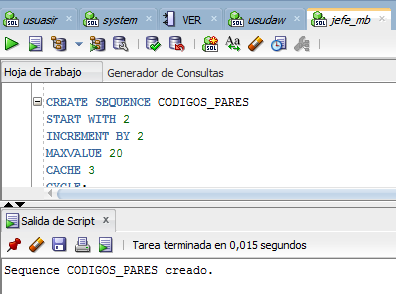 usuasir
system
VER
usudaw
jefe_mb
Hoja de Trabajo
Generador de Consultas
CREATE SEQUENCE CODIGOS_PARES
START WITH 2
INCREMENT BY 2
MAXVALUE 20
CACHE 3
CYCLE;
Salida de Script
Tarea terminada en 0,015 segundos
Sequence CODIGOS_PARES creado.